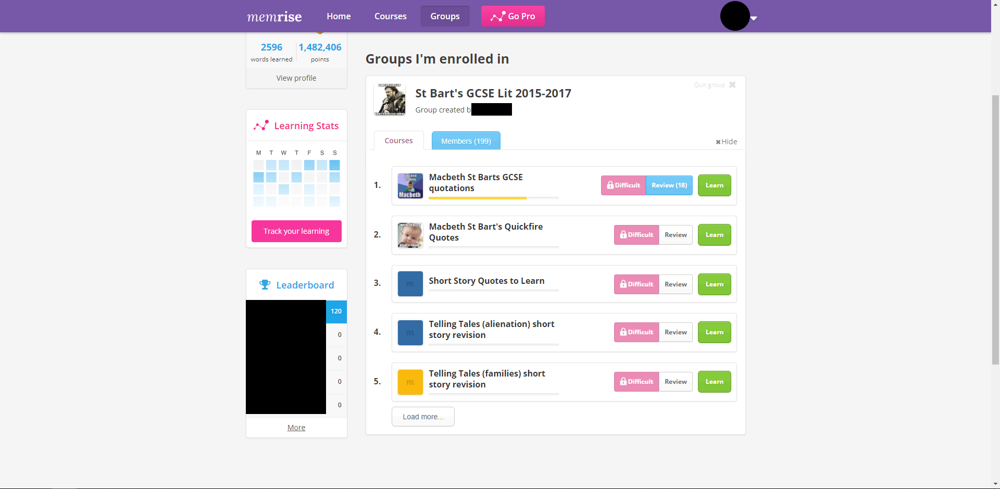 memrise
Home
Courses
Groups
Go Pro
2596
words learned
1,482,406
points
View profile
Learning Stats
M T W T F S S
Track your learning
Leaderboard
120
0
0
0
0
More
Groups I'm enrolled in
BRACE YOURSELF
St Bart's GCSE Lit 2015-2017
Group created b
Quit group
Courses
Members (199)
Hide
1.
Macbeth
Macbeth St Barts GCSE
quotations
Difficult
Review (18)
Learn
2.
Macbeth St Bart's Quickfire
Quotes
Difficult
Review
Learn
3.
m
Short Story Quotes to Learn
Difficult
Review
Learn
4.
m
Telling Tales (alienation) short
story revision
Difficult
Review
Learn
5.
m
Telling Tales (families) short
story revision
Difficult
Review
Learn
Load more...